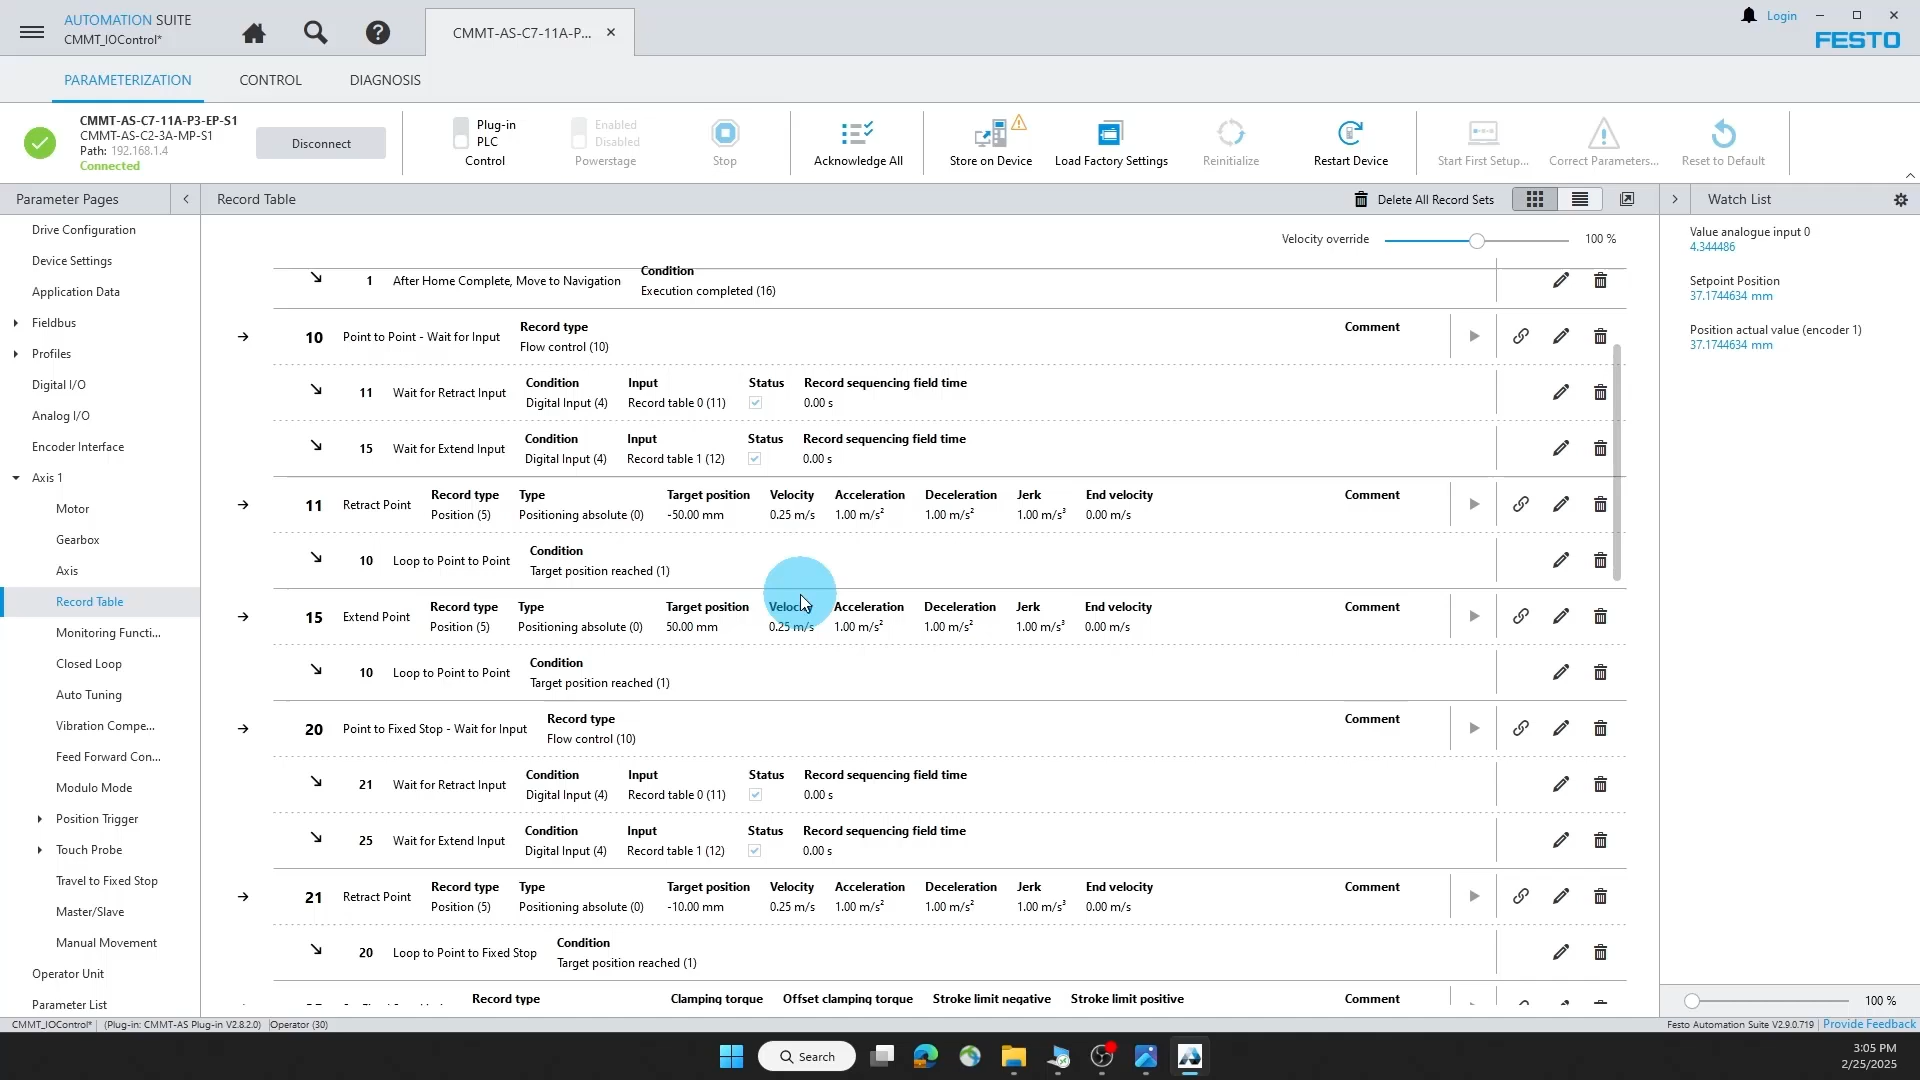 AUTOMATION SUITE
CMMT_IOControl*
CMMT-AS-C7-11A-P...
Login
FESTO
PARAMETERIZATION
CONTROL
DIAGNOSIS
CMMT-AS-C7-11A-P3-EP-S1
CMMT-AS-C2-3A-MP-S1
Path: 192.168.1.4
Connected
Disconnect
Plug-in
PLC
Control
Enabled
Disabled
Powerstage
Stop
Acknowledge All
Store on Device
Load Factory Settings
Reinitialize
Restart Device
Start First Setup...
Correct Parameters...
Reset to Default
Parameter Pages
Record Table
Delete All Record Sets
Watch List
Drive Configuration
Device Settings
Application Data
Fieldbus
Profiles
Digital I/O
Analog I/O
Encoder Interface
Axis 1
Motor
Gearbox
Axis
Record Table
Monitoring Functi...
Closed Loop
Auto Tuning
Vibration Compe...
Feed Forward Con...
Modulo Mode
Position Trigger
Touch Probe
Travel to Fixed Stop
Master/Slave
Manual Movement
Operator Unit
Parameter List
Velocity override 100 %
1 After Home Complete, Move to Navigation Condition
Execution completed (16)
10 Point to Point - Wait for Input Record type Comment
Flow control (10)
11 Wait for Retract Input Condition Input Status Record sequencing field time
Digital Input (4) Record table 0 (11) 0.00 s
15 Wait for Extend Input Condition Input Status Record sequencing field time
Digital Input (4) Record table 1 (12) 0.00 s
11 Retract Point Record type Type Target position Velocity Acceleration Deceleration Jerk End velocity Comment
Position (5) Positioning absolute (0) -50.00 mm 0.25 m/s 1.00 m/s² 1.00 m/s² 1.00 m/s³ 0.00 m/s
10 Loop to Point to Point Condition
Target position reached (1)
15 Extend Point Record type Type Target position Velocity Acceleration Deceleration Jerk End velocity Comment
Position (5) Positioning absolute (0) 50.00 mm 0.25 m/s 1.00 m/s² 1.00 m/s² 1.00 m/s³ 0.00 m/s
10 Loop to Point to Point Condition
Target position reached (1)
20 Point to Fixed Stop - Wait for Input Record type Comment
Flow control (10)
21 Wait for Retract Input Condition Input Status Record sequencing field time
Digital Input (4) Record table 0 (11) 0.00 s
25 Wait for Extend Input Condition Input Status Record sequencing field time
Digital Input (4) Record table 1 (12) 0.00 s
21 Retract Point Record type Type Target position Velocity Acceleration Deceleration Jerk End velocity Comment
Position (5) Positioning absolute (0) -10.00 mm 0.25 m/s 1.00 m/s² 1.00 m/s² 1.00 m/s³ 0.00 m/s
20 Loop to Point to Fixed Stop Condition
Target position reached (1)
Record type Clamping torque Offset clamping torque Stroke limit negative Stroke limit positive Comment
Value analogue input 0
4.344486
Setpoint Position
37.1744634 mm
Position actual value (encoder 1)
37.1744634 mm
100 %
CMMT_IOControl* (Plug-in: CMMT-AS Plug-in V2.8.2.0) Operator (30)
Festo Automation Suite V2.9.0.719 Provide Feedback
Search
3:05 PM
2/25/2025